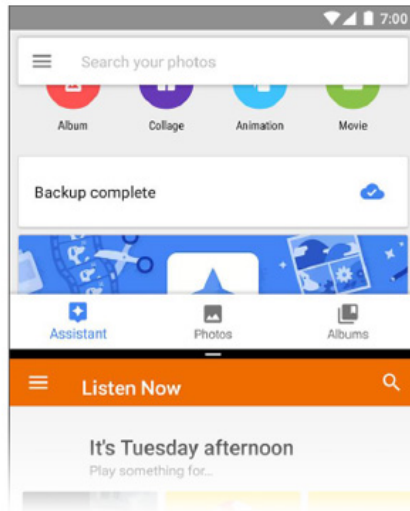 7:00
Search your photos
Album Collage Animation Movie
Backup complete
Assistant Photos Albums
Listen Now
It's Tuesday afternoon
Play something for...